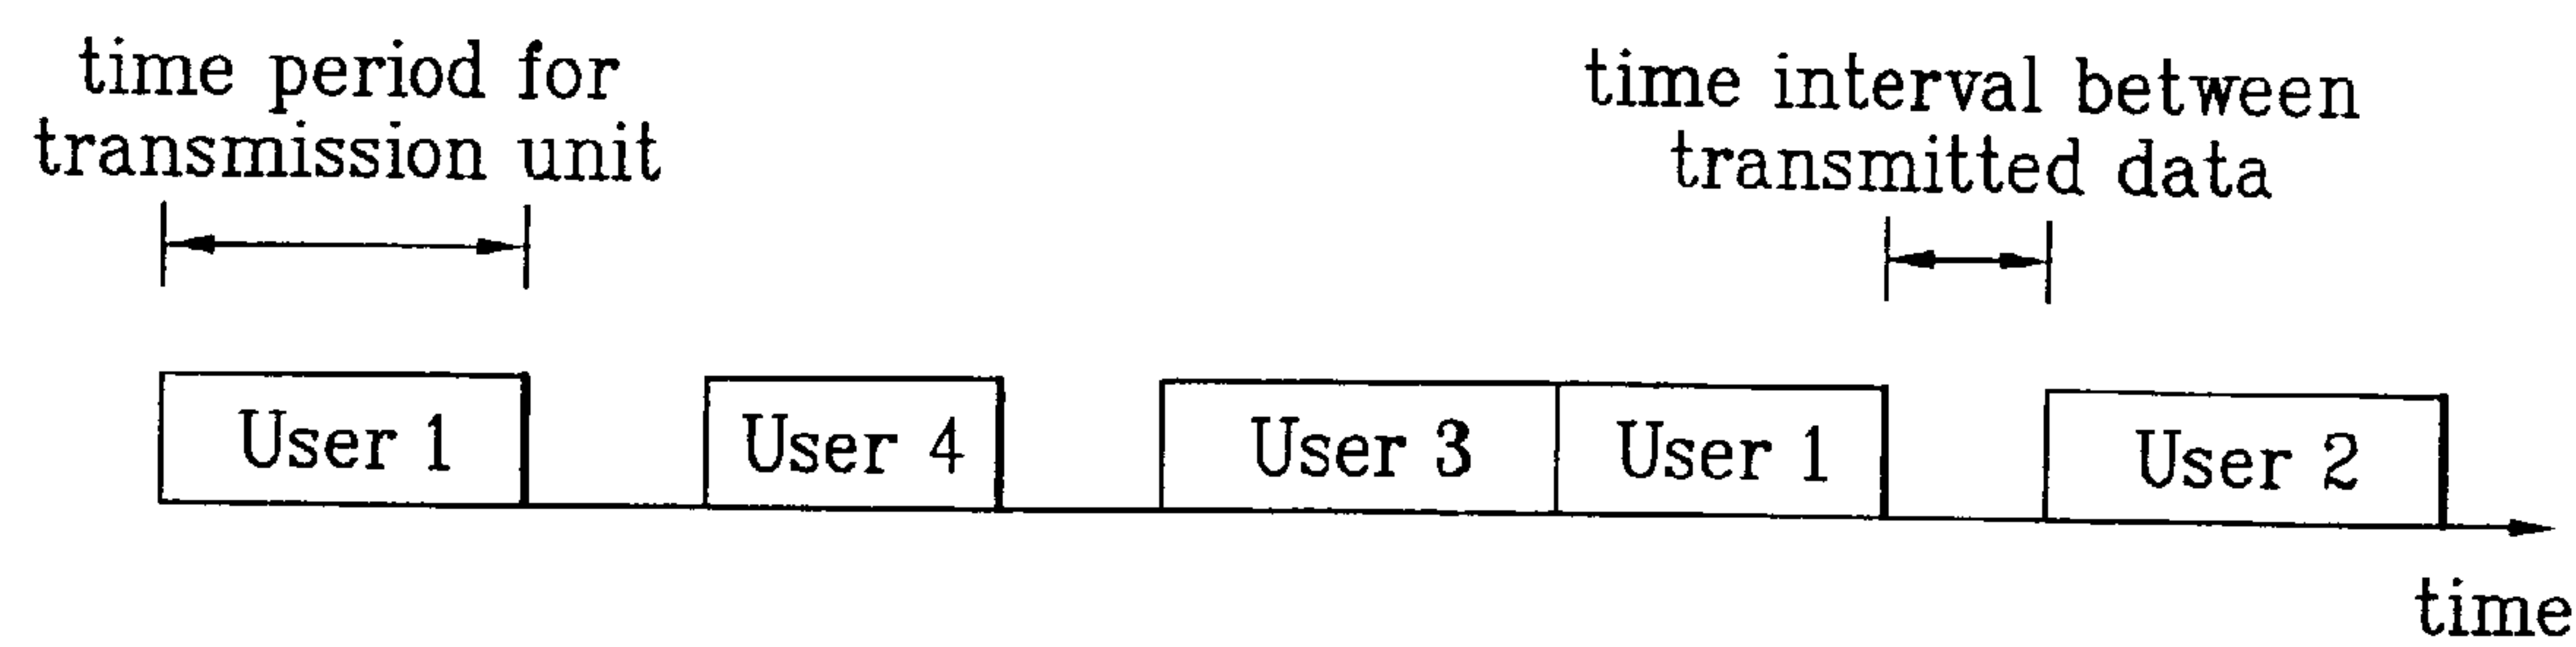 time period for
transmission unit
time interval between
transmitted data
User 1
User 4
User 3
User 1
User 2
time